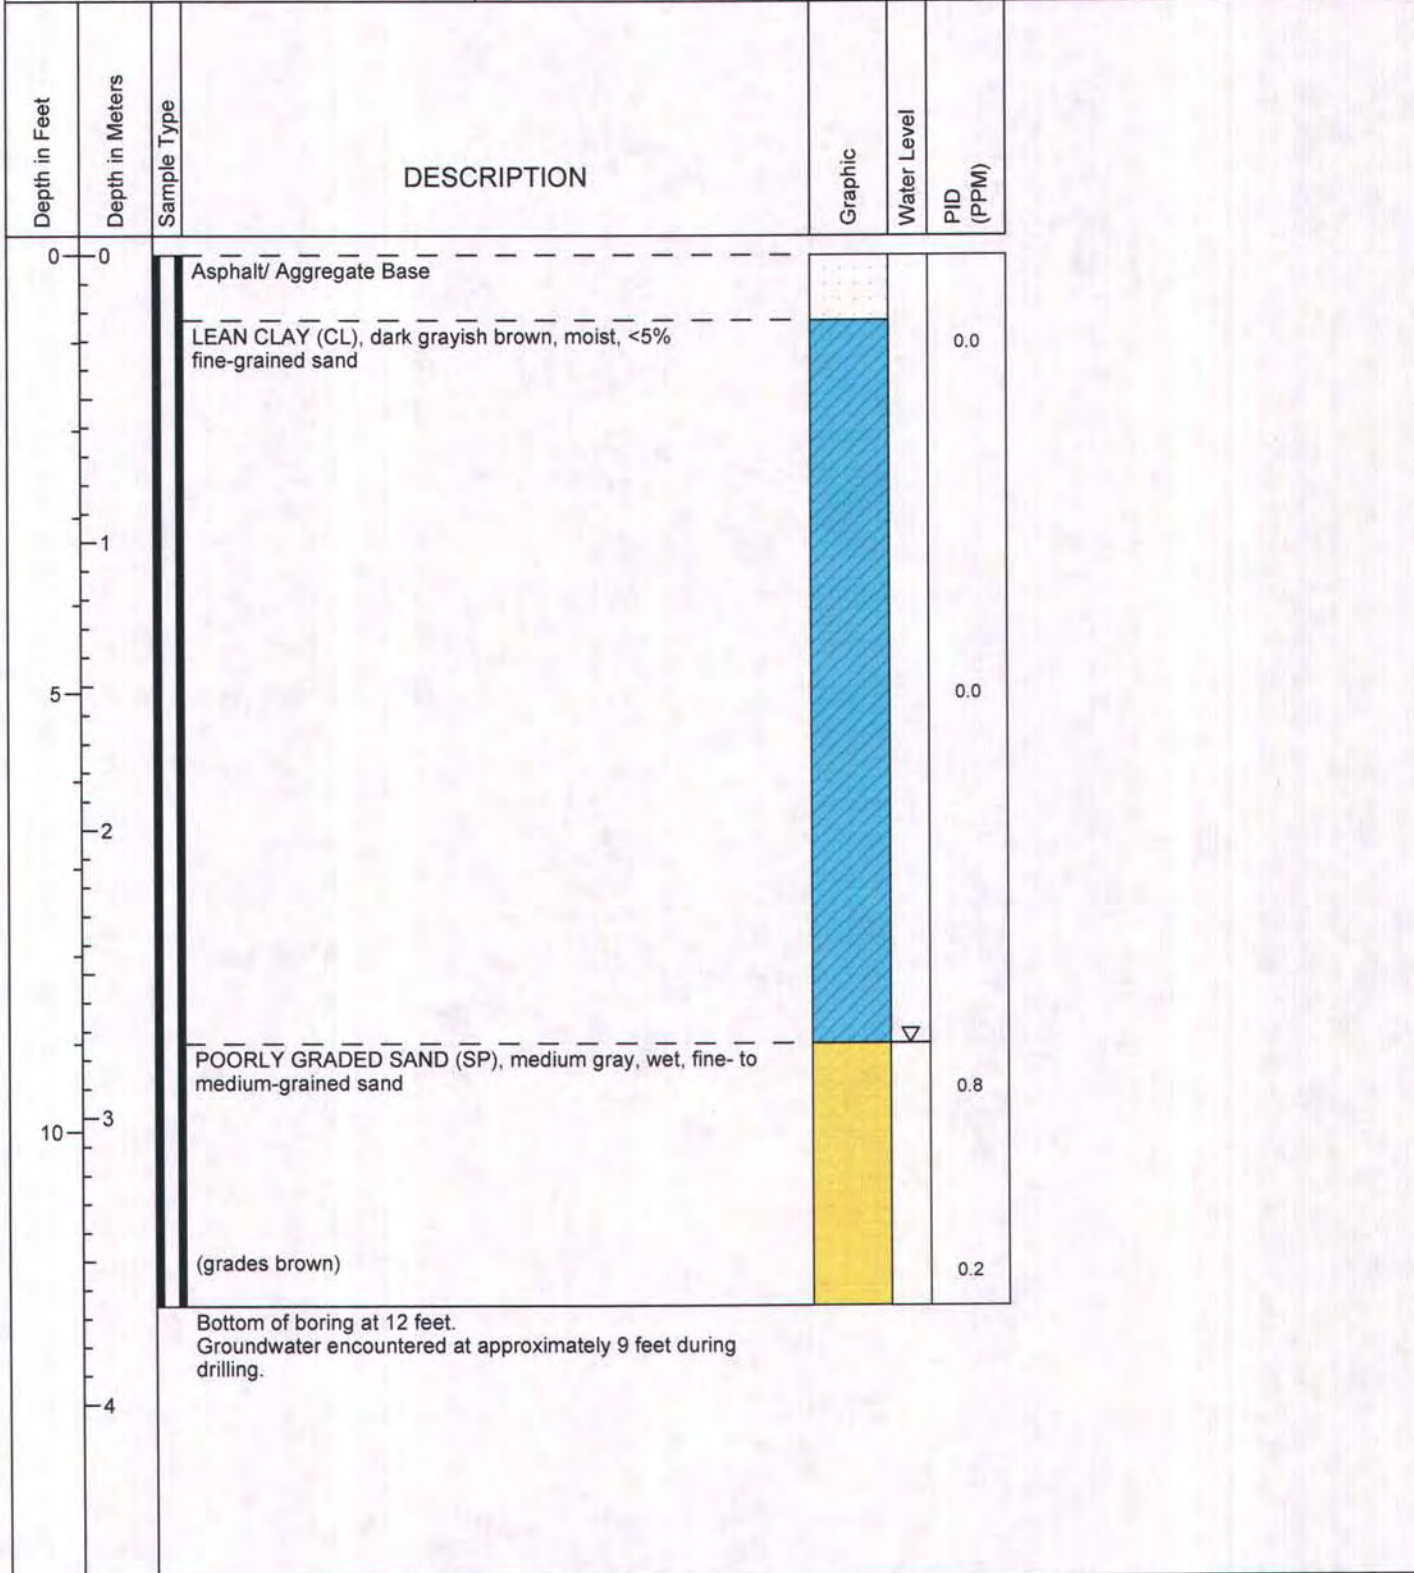 Depth in Feet
Depth in Meters
Sample Type
DESCRIPTION
Graphic
Water Level
PID
(PPM)
0 0
Asphalt/ Aggregate Base
LEAN CLAY (CL), dark grayish brown, moist, <5%
fine-grained sand
0.0
1
5
0.0
2
POORLY GRADED SAND (SP), medium gray, wet, fine- to
medium-grained sand
0.8
3
10
(grades brown)
0.2
Bottom of boring at 12 feet.
Groundwater encountered at approximately 9 feet during
drilling.
4